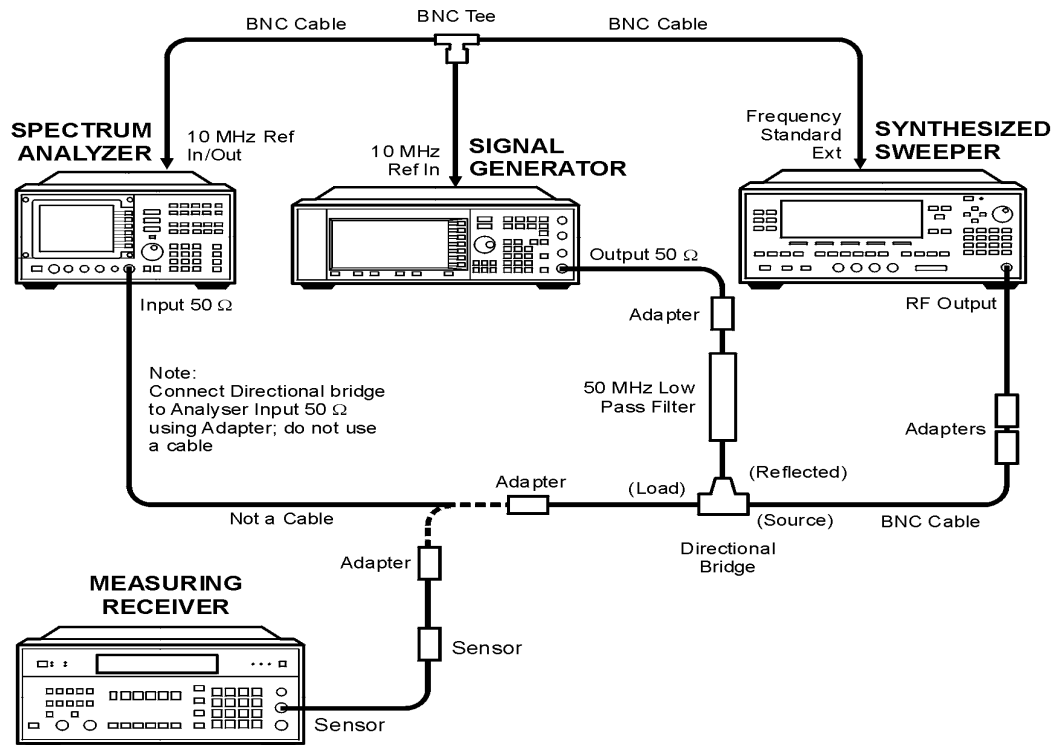 BNC Cable
BNC Tee
BNC Cable
SPECTRUM
ANALYZER
10 MHz Ref
In/Out
10 MHz
Ref In
SIGNAL
GENERATOR
Frequency
Standard
Ext
SYNTHESIZED
SWEEPER
Input 50 Ω
Output 50 Ω
RF Output
Adapter
Note:
Connect Directional bridge
to Analyser Input 50 Ω
using Adapter; do not use
a cable
50 MHz Low
Pass Filter
Adapters
Adapter
(Load)
(Reflected)
(Source)
Not a Cable
BNC Cable
Directional
Bridge
Adapter
MEASURING
RECEIVER
Sensor
Sensor